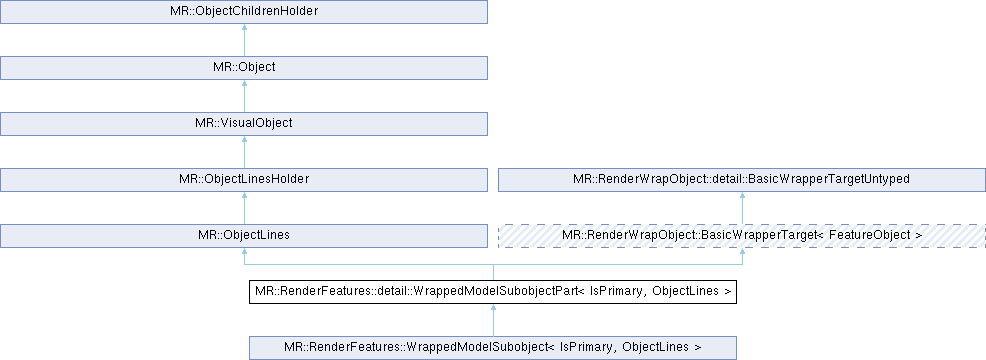 MR::ObjectChildrenHolder
MR::Object
MR::VisualObject
MR::ObjectLinesHolder
MR::RenderWrapObject::detail::BasicWrapperTargetUntyped
MR::ObjectLines
MR::RenderWrapObject::BasicWrapperTarget< FeatureObject >
MR::RenderFeatures::detail::WrappedModelSubobjectPart< IsPrimary, ObjectLines >
MR::RenderFeatures::WrappedModelSubobject< IsPrimary, ObjectLines >